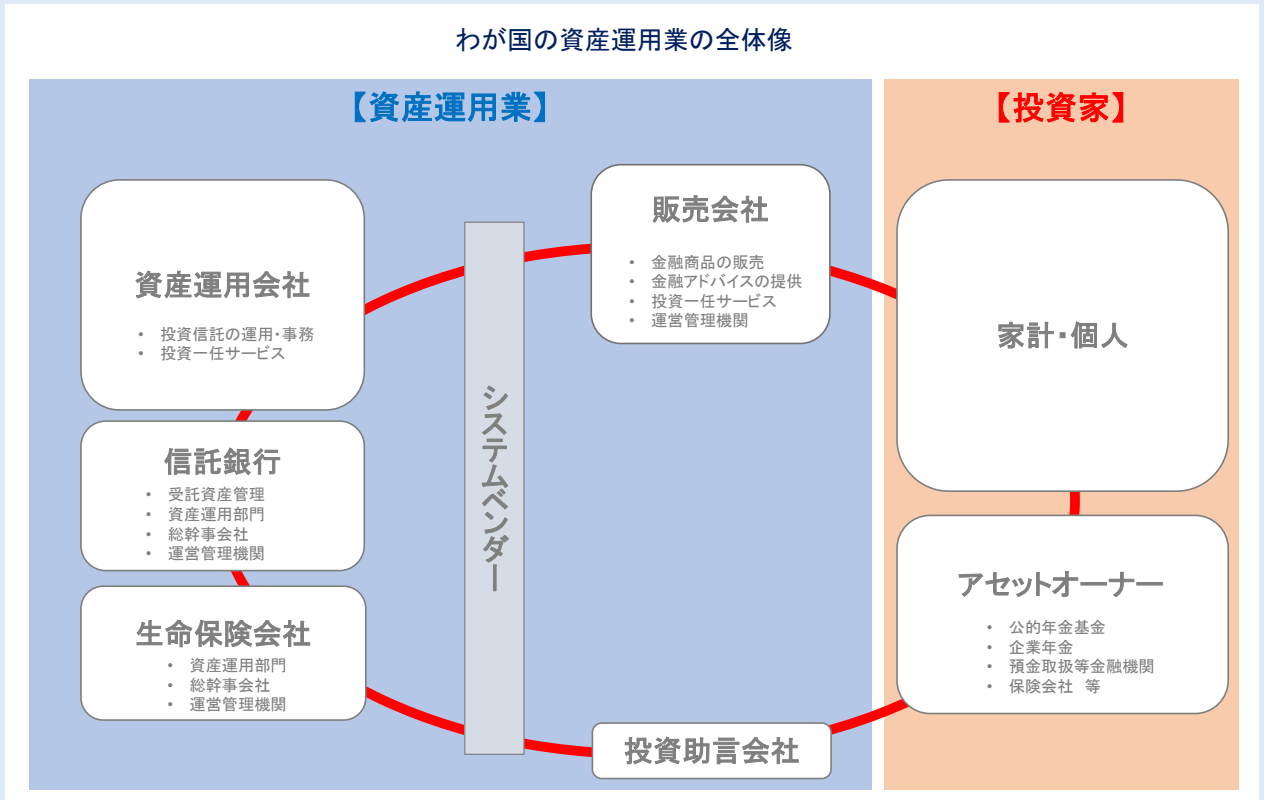 わが国の資産運用業の全体像
【資産運用業】
【投資家】
資産運用会社
• 投資信託の運用・事務
• 投資一任サービス
信託銀行
• 受託資産管理
• 資産運用部門
• 総幹事会社
• 運営管理機関
生命保険会社
• 資産運用部門
• 総幹事会社
• 運営管理機関
システムベンダー
販売会社
• 金融商品の販売
• 金融アドバイスの提供
• 投資一任サービス
• 運営管理機関
投資助言会社
家計・個人
アセットオーナー
• 公的年金基金
• 企業年金
• 預金取扱等金融機関
• 保険会社　等